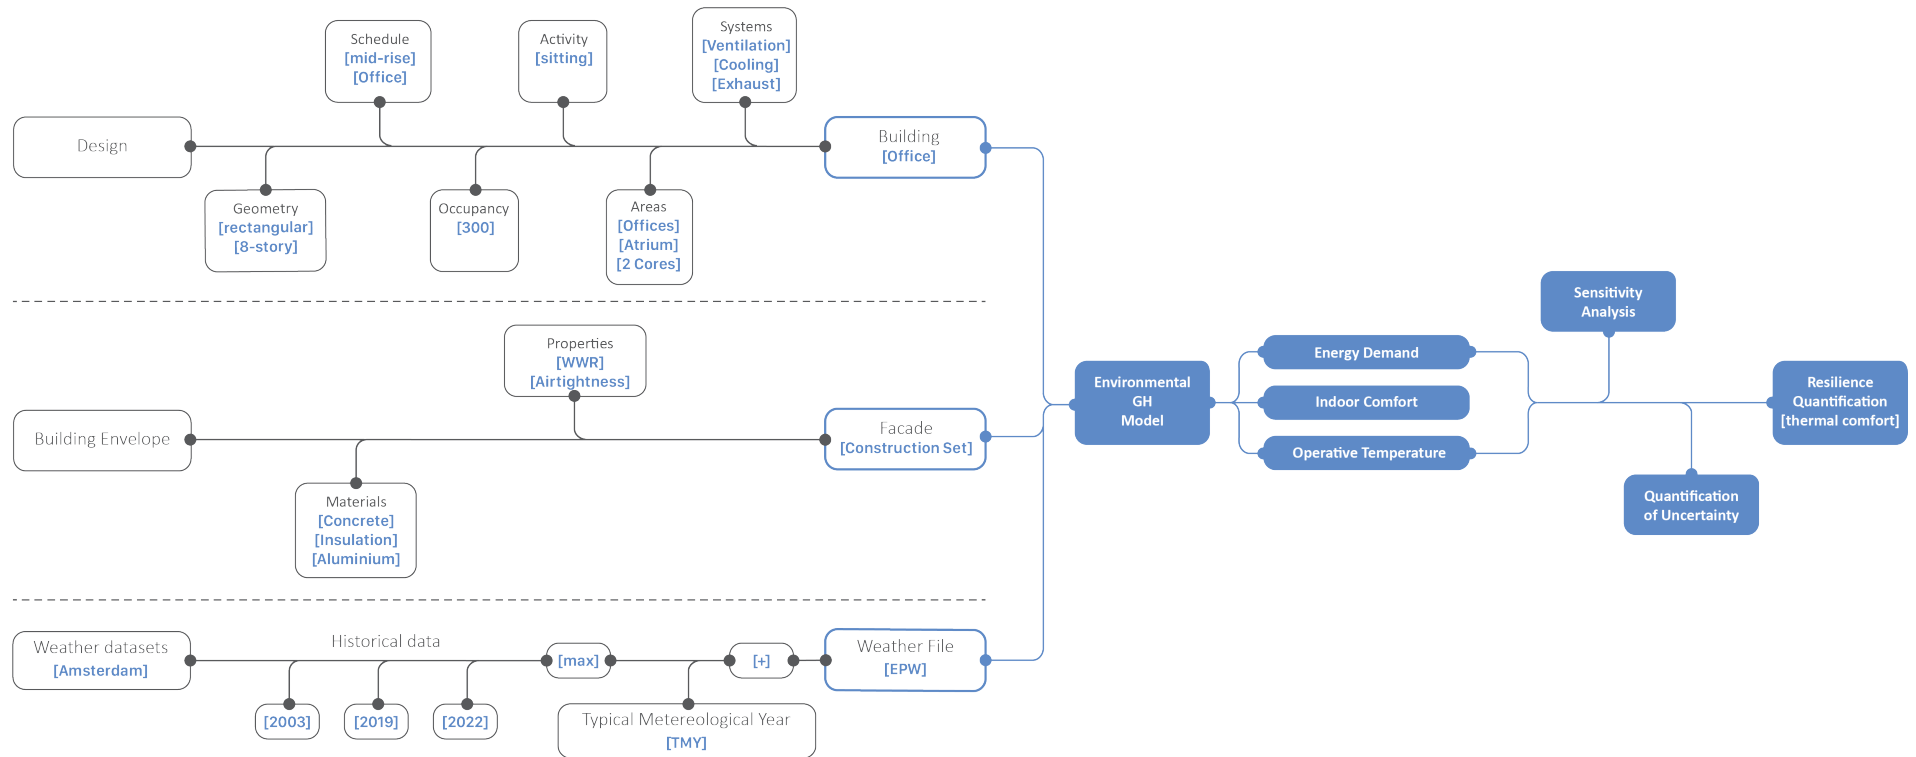 Schedule
[mid-rise]
[Office]
Activity
[sitting]
Systems
[Ventilation]
[Cooling]
[Exhaust]
Design
Building
[Office]
Geometry
[rectangular]
[8-story]
Occupancy
[300]
Areas
[Offices]
[Atrium]
[2 Cores]
Properties
[WWR]
[Airtightness]
Building Envelope
Facade
[Construction Set]
Materials
[Concrete]
[Insulation]
[Aluminium]
Weather datasets
[Amsterdam]
Historical data
[2003]
[2019]
[2022]
[max]
Typical Metereological Year
[TMY]
[+]
Weather File
[EPW]
Environmental
GH
Model
Energy Demand
Indoor Comfort
Operative Temperature
Sensitivity
Analysis
Quantification
of Uncertainty
Resilience
Quantification
[thermal comfort]